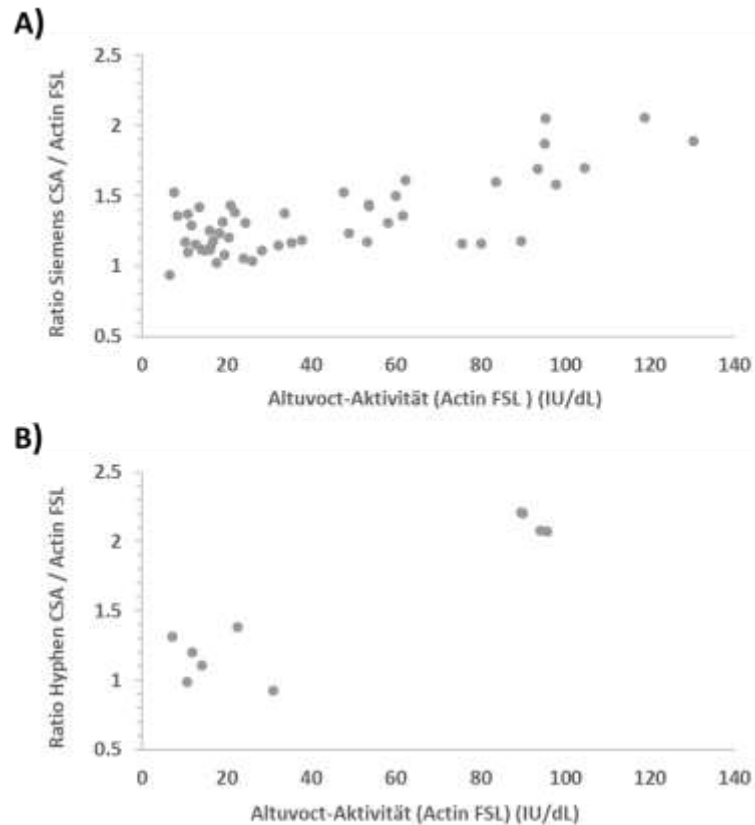 A)
Ratio Siemens CSA / Actin FSL
2.5
2
1.5
1
0.5
0 20 40 60 80 100 120 140
Altuvoct-Aktivität (Actin FSL ) (IU/dL)
B)
Ratio Hyphen CSA / Actin FSL
2.5
2
1.5
1
0.5
0 20 40 60 80 100 120 140
Altuvoct-Aktivität (Actin FSL) (IU/dL)